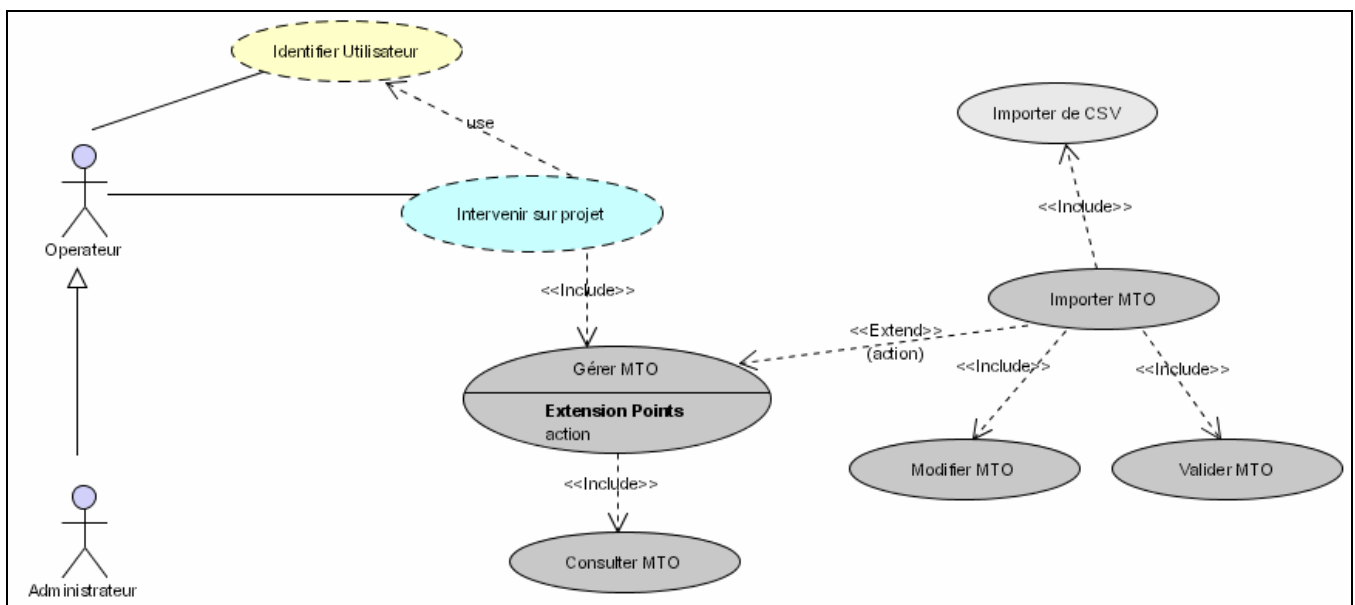 Identifier Utilisateur
Importer de CSV
use
Intervenir sur projet
<<Include>>
Operateur
<<Include>>
Importer MTO
<<Extend>>
(action)
Gérer MTO
<<Include>>
<<Include>>
Extension Points
action
Modifier MTO
Valider MTO
<<Include>>
Consulter MTO
Administrateur